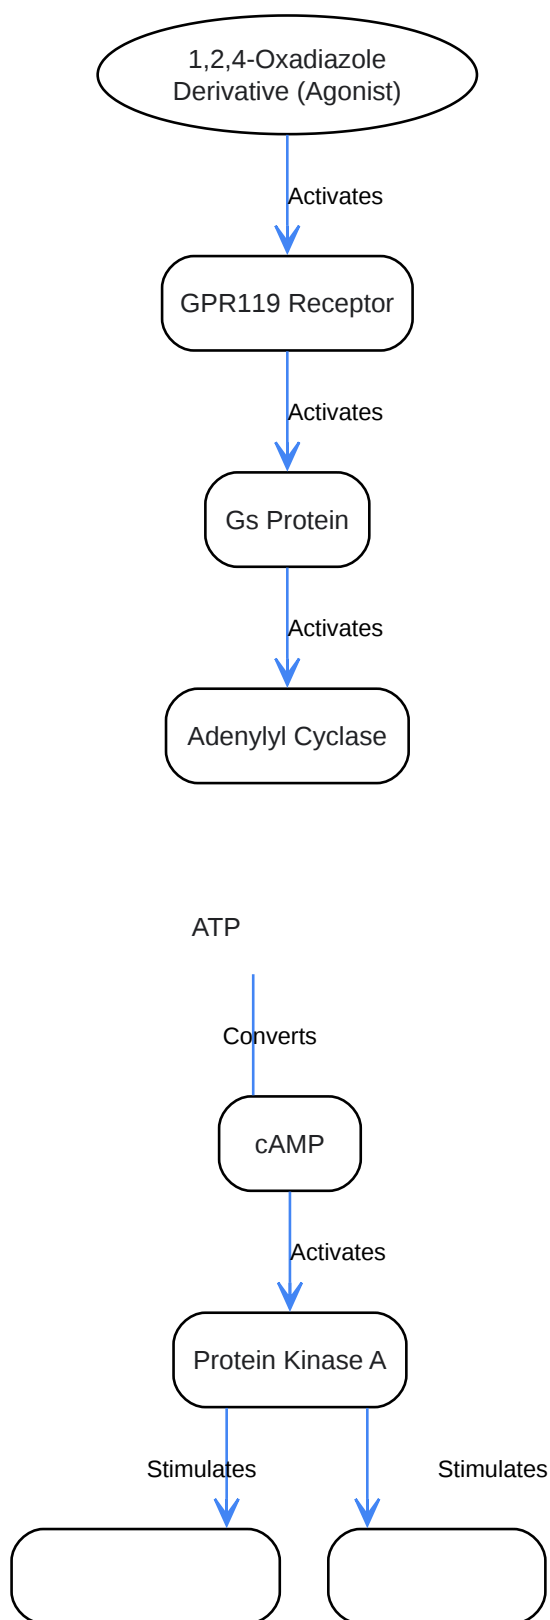 1,2,4-Oxadiazole
Derivative (Agonist)
Activates
GPR119 Receptor
Activates
Gs Protein
Activates
Adenylyl Cyclase
ATP
Converts
cAMP
Activates
Protein Kinase A
Stimulates
Stimulates